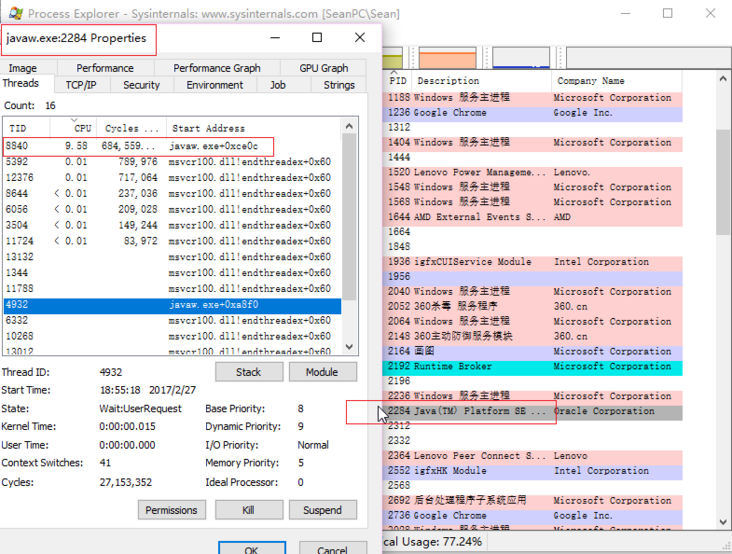 Process Explorer - Sysinternals: www.sysinternals.com [SeanPC\Sean]
javaw.exe:2284 Properties
Image Performance Performance Graph GPU Graph
Threads TCP/IP Security Environment Job Strings
Count: 16
TID CPU Cycles ... Start Address
8840 9.58 684,559... javaw.exe+0xce0c
5392 0.01 789,976 msvcr100.dll!endthreadex+0x60
12376 0.01 717,064 msvcr100.dll!endthreadex+0x60
8644 < 0.01 237,036 msvcr100.dll!endthreadex+0x60
6056 < 0.01 209,028 msvcr100.dll!endthreadex+0x60
3504 < 0.01 149,244 msvcr100.dll!endthreadex+0x60
11724 < 0.01 83,972 msvcr100.dll!endthreadex+0x60
13132 msvcr100.dll!endthreadex+0x60
1344 msvcr100.dll!endthreadex+0x60
11788 msvcr100.dll!endthreadex+0x60
4932 javaw.exe+0xa8f0
6332 msvcr100.dll!endthreadex+0x60
10268 msvcr100.dll!endthreadex+0x60
13012 msvcr100.dll!endthreadex+0x60
Thread ID: 4932 Stack Module
Start Time: 18:55:18 2017/2/27
State: Wait:UserRequest Base Priority: 8
Kernel Time: 0:00:00.015 Dynamic Priority: 9
User Time: 0:00:00.000 I/O Priority: Normal
Context Switches: 41 Memory Priority: 5
Cycles: 27,153,352 Ideal Processor: 0
Permissions Kill Suspend
OK Cancel
PID Description Company Name
1188 Windows 服务主进程 Microsoft Corporation
1236 Google Chrome Google Inc.
1312
1404 Windows 服务主进程 Microsoft Corporation
1444
1520 Lenovo Power Manageme... Lenovo.
1548 Windows 服务主进程 Microsoft Corporation
1568 Windows 服务主进程 Microsoft Corporation
1644 AMD External Events S... AMD
1664
1848
1936 igfxCUIService Module Intel Corporation
1956
2040 Windows 服务主进程 Microsoft Corporation
2052 360杀毒 服务程序 360.cn
2064 Windows 服务主进程 Microsoft Corporation
2148 360主动防御服务模块 360.cn
2164 画图 Microsoft Corporation
2192 Runtime Broker Microsoft Corporation
2196
2236 Windows 服务主进程 Microsoft Corporation
2284 Java(TM) Platform SE ... Oracle Corporation
2312
2332
2364 Lenovo Peer Connect S... Lenovo
2552 igfxHK Module Intel Corporation
2568
2692 后台处理程序子系统应用 Microsoft Corporation
2736 Google Chrome Google Inc.
Windows 服务主进程 Microsoft Corporation
cal Usage: 77.24%